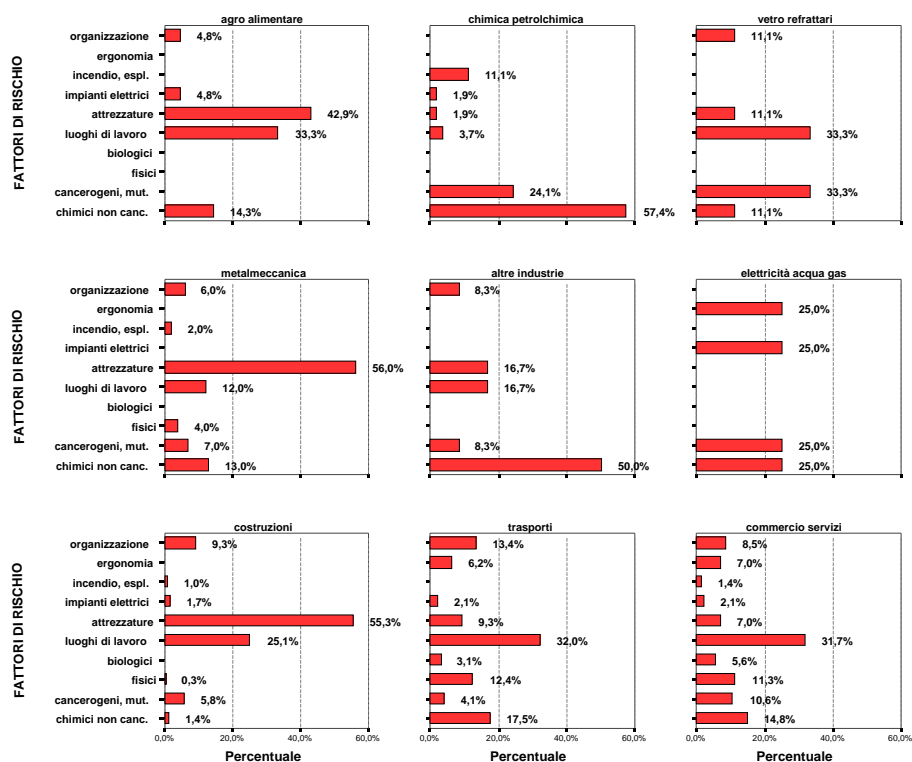 agro alimentare chimica petrolchimica vetro refrattari
FATTORI DI RISCHIO
organizzazione 4,8% 11,1%
ergonomia
incendio, espl. 11,1%
impianti elettrici 4,8% 1,9%
attrezzature 42,9% 1,9% 11,1%
luoghi di lavoro 33,3% 3,7% 33,3%
biologici
fisici
cancerogeni, mut. 24,1% 33,3%
chimici non canc. 14,3% 57,4% 11,1%
metalmeccanica altre industrie elettricità acqua gas
FATTORI DI RISCHIO
organizzazione 6,0% 8,3%
ergonomia 25,0%
incendio, espl. 2,0%
impianti elettrici 25,0%
attrezzature 56,0% 16,7%
luoghi di lavoro 12,0% 16,7%
biologici
fisici 4,0%
cancerogeni, mut. 7,0% 8,3% 25,0%
chimici non canc. 13,0% 50,0% 25,0%
costruzioni trasporti commercio servizi
FATTORI DI RISCHIO
organizzazione 9,3% 13,4% 8,5%
ergonomia 6,2% 7,0%
incendio, espl. 1,0% 1,4%
impianti elettrici 1,7% 2,1% 2,1%
attrezzature 55,3% 9,3% 7,0%
luoghi di lavoro 25,1% 32,0% 31,7%
biologici 3,1% 5,6%
fisici 0,3% 12,4% 11,3%
cancerogeni, mut. 5,8% 4,1% 10,6%
chimici non canc. 1,4% 17,5% 14,8%
0,0% 20,0% 40,0% 60,0% 0,0% 20,0% 40,0% 60,0% 0,0% 20,0% 40,0% 60,0%
Percentuale Percentuale Percentuale